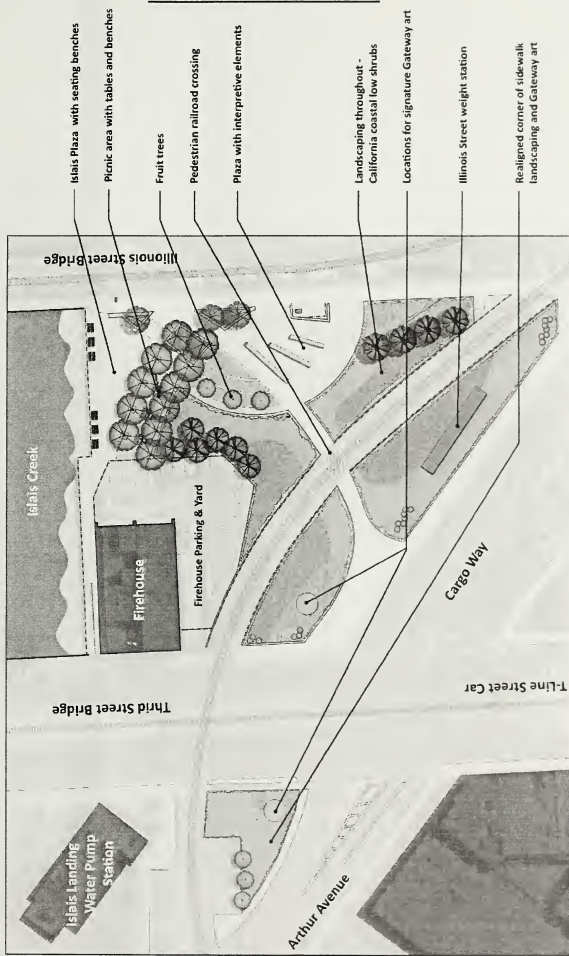 Islais Plaza with seating benches
Picnic area with tables and benches
Fruit trees
Pedestrian railroad crossing
Plaza with interpretive elements
Landscaping throughout -
California coastal low shrubs
Locations for signature Gateway art
Illinois Street weight station
Realigned corner of sidewalk
landscaping and Gateway art
Illionois Street Bridge
Islais Creek
Firehouse
Firehouse Parking & Yard
Thrid Street Bridge
Cargo Way
T-Line Street Car
Islais Landing
Water Pump
Station
Arthur Avenue